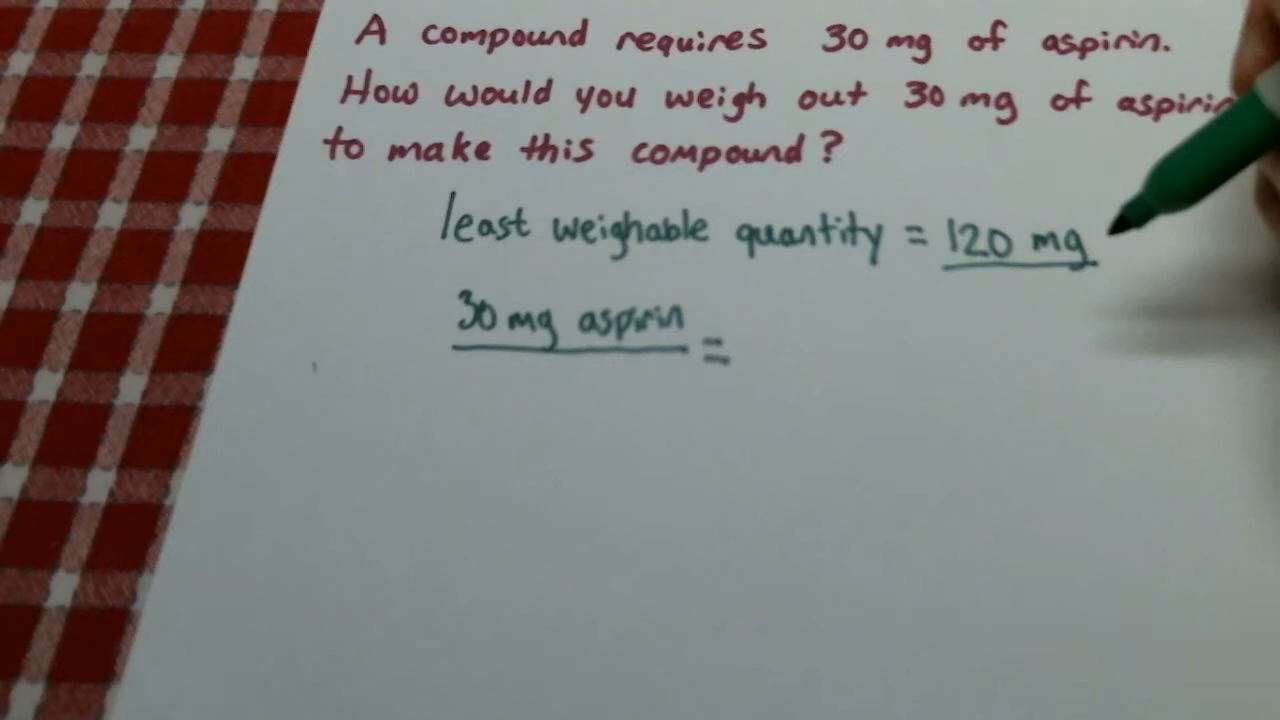 A compound requires 30 mg of aspirin.
How would you weigh out 30 mg of aspirin
to make this compound?
least weighable quantity = 120 mg
30 mg aspirin =